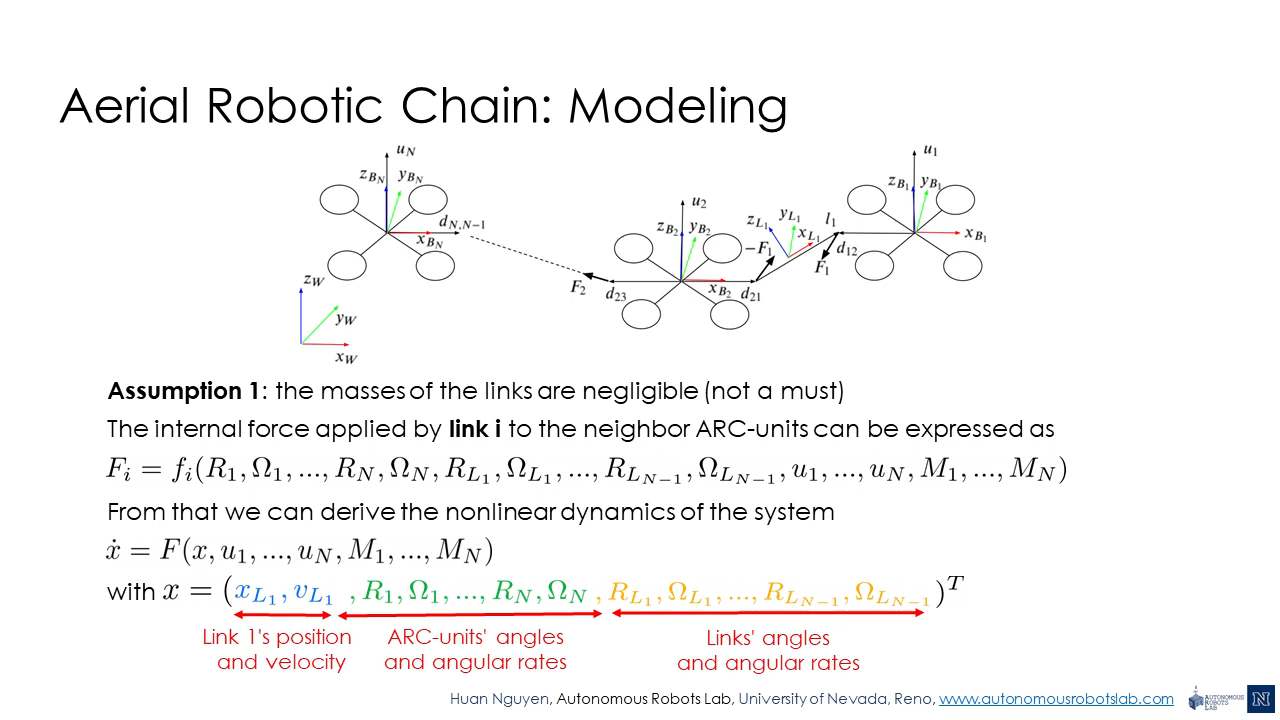 Aerial Robotic Chain: Modeling
u_N
z_{B_N} y_{B_N}
d_{N,N-1}
x_{B_N}
z_W
y_W
x_W
u_2
z_{B_2} y_{B_2}
x_{B_2}
F_2
d_{23}
d_{21}
-F_1
z_{L_1}
y_{L_1}
x_{L_1}
l_1
F_1
d_{12}
u_1
z_{B_1} y_{B_1}
x_{B_1}
Assumption 1: the masses of the links are negligible (not a must)
The internal force applied by link i to the neighbor ARC-units can be expressed as
F_i = f_i(R_1, Ω_1, ..., R_N, Ω_N, R_{L_1}, Ω_{L_1}, ..., R_{L_{N-1}}, Ω_{L_{N-1}}, u_1, ..., u_N, M_1, ..., M_N)
From that we can derive the nonlinear dynamics of the system
ẋ = F(x, u_1, ..., u_N, M_1, ..., M_N)
with x = (x_{L_1}, v_{L_1}, R_1, Ω_1, ..., R_N, Ω_N, R_{L_1}, Ω_{L_1}, ..., R_{L_{N-1}}, Ω_{L_{N-1}})^T
Link 1's position
and velocity
ARC-units' angles
and angular rates
Links' angles
and angular rates
Huan Nguyen, Autonomous Robots Lab, University of Nevada, Reno, www.autonomousrobotslab.com
AUTONOMOUS
ROBOTS
LAB
N